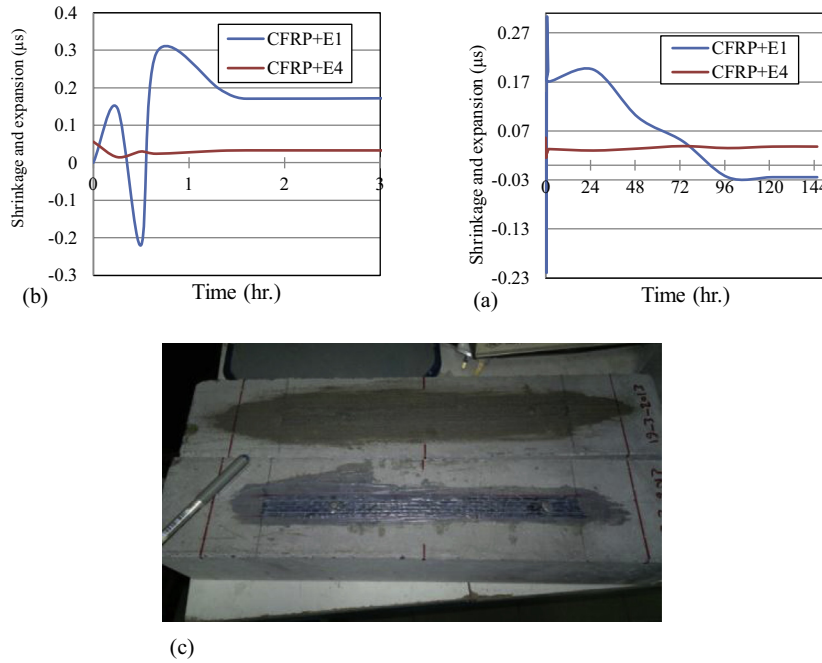 Shrinkage and expansion (µs)
0.4
0.3
0.2
0.1
0
-0.1
-0.2
-0.3
0 1 2 3
CFRP+E1
CFRP+E4
Time (hr.)
(b)
Shrinkage and expansion (µs)
0.27
0.17
0.07
-0.03
-0.13
-0.23
0 24 48 72 96 120 144
CFRP+E1
CFRP+E4
Time (hr.)
(a)
19-3-2013
(c)